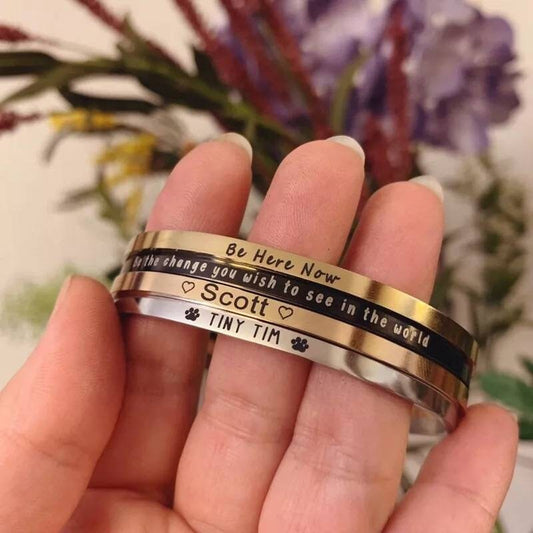 Be Here Now
Be the change you wish to see in the world
Scott
TINY TIM